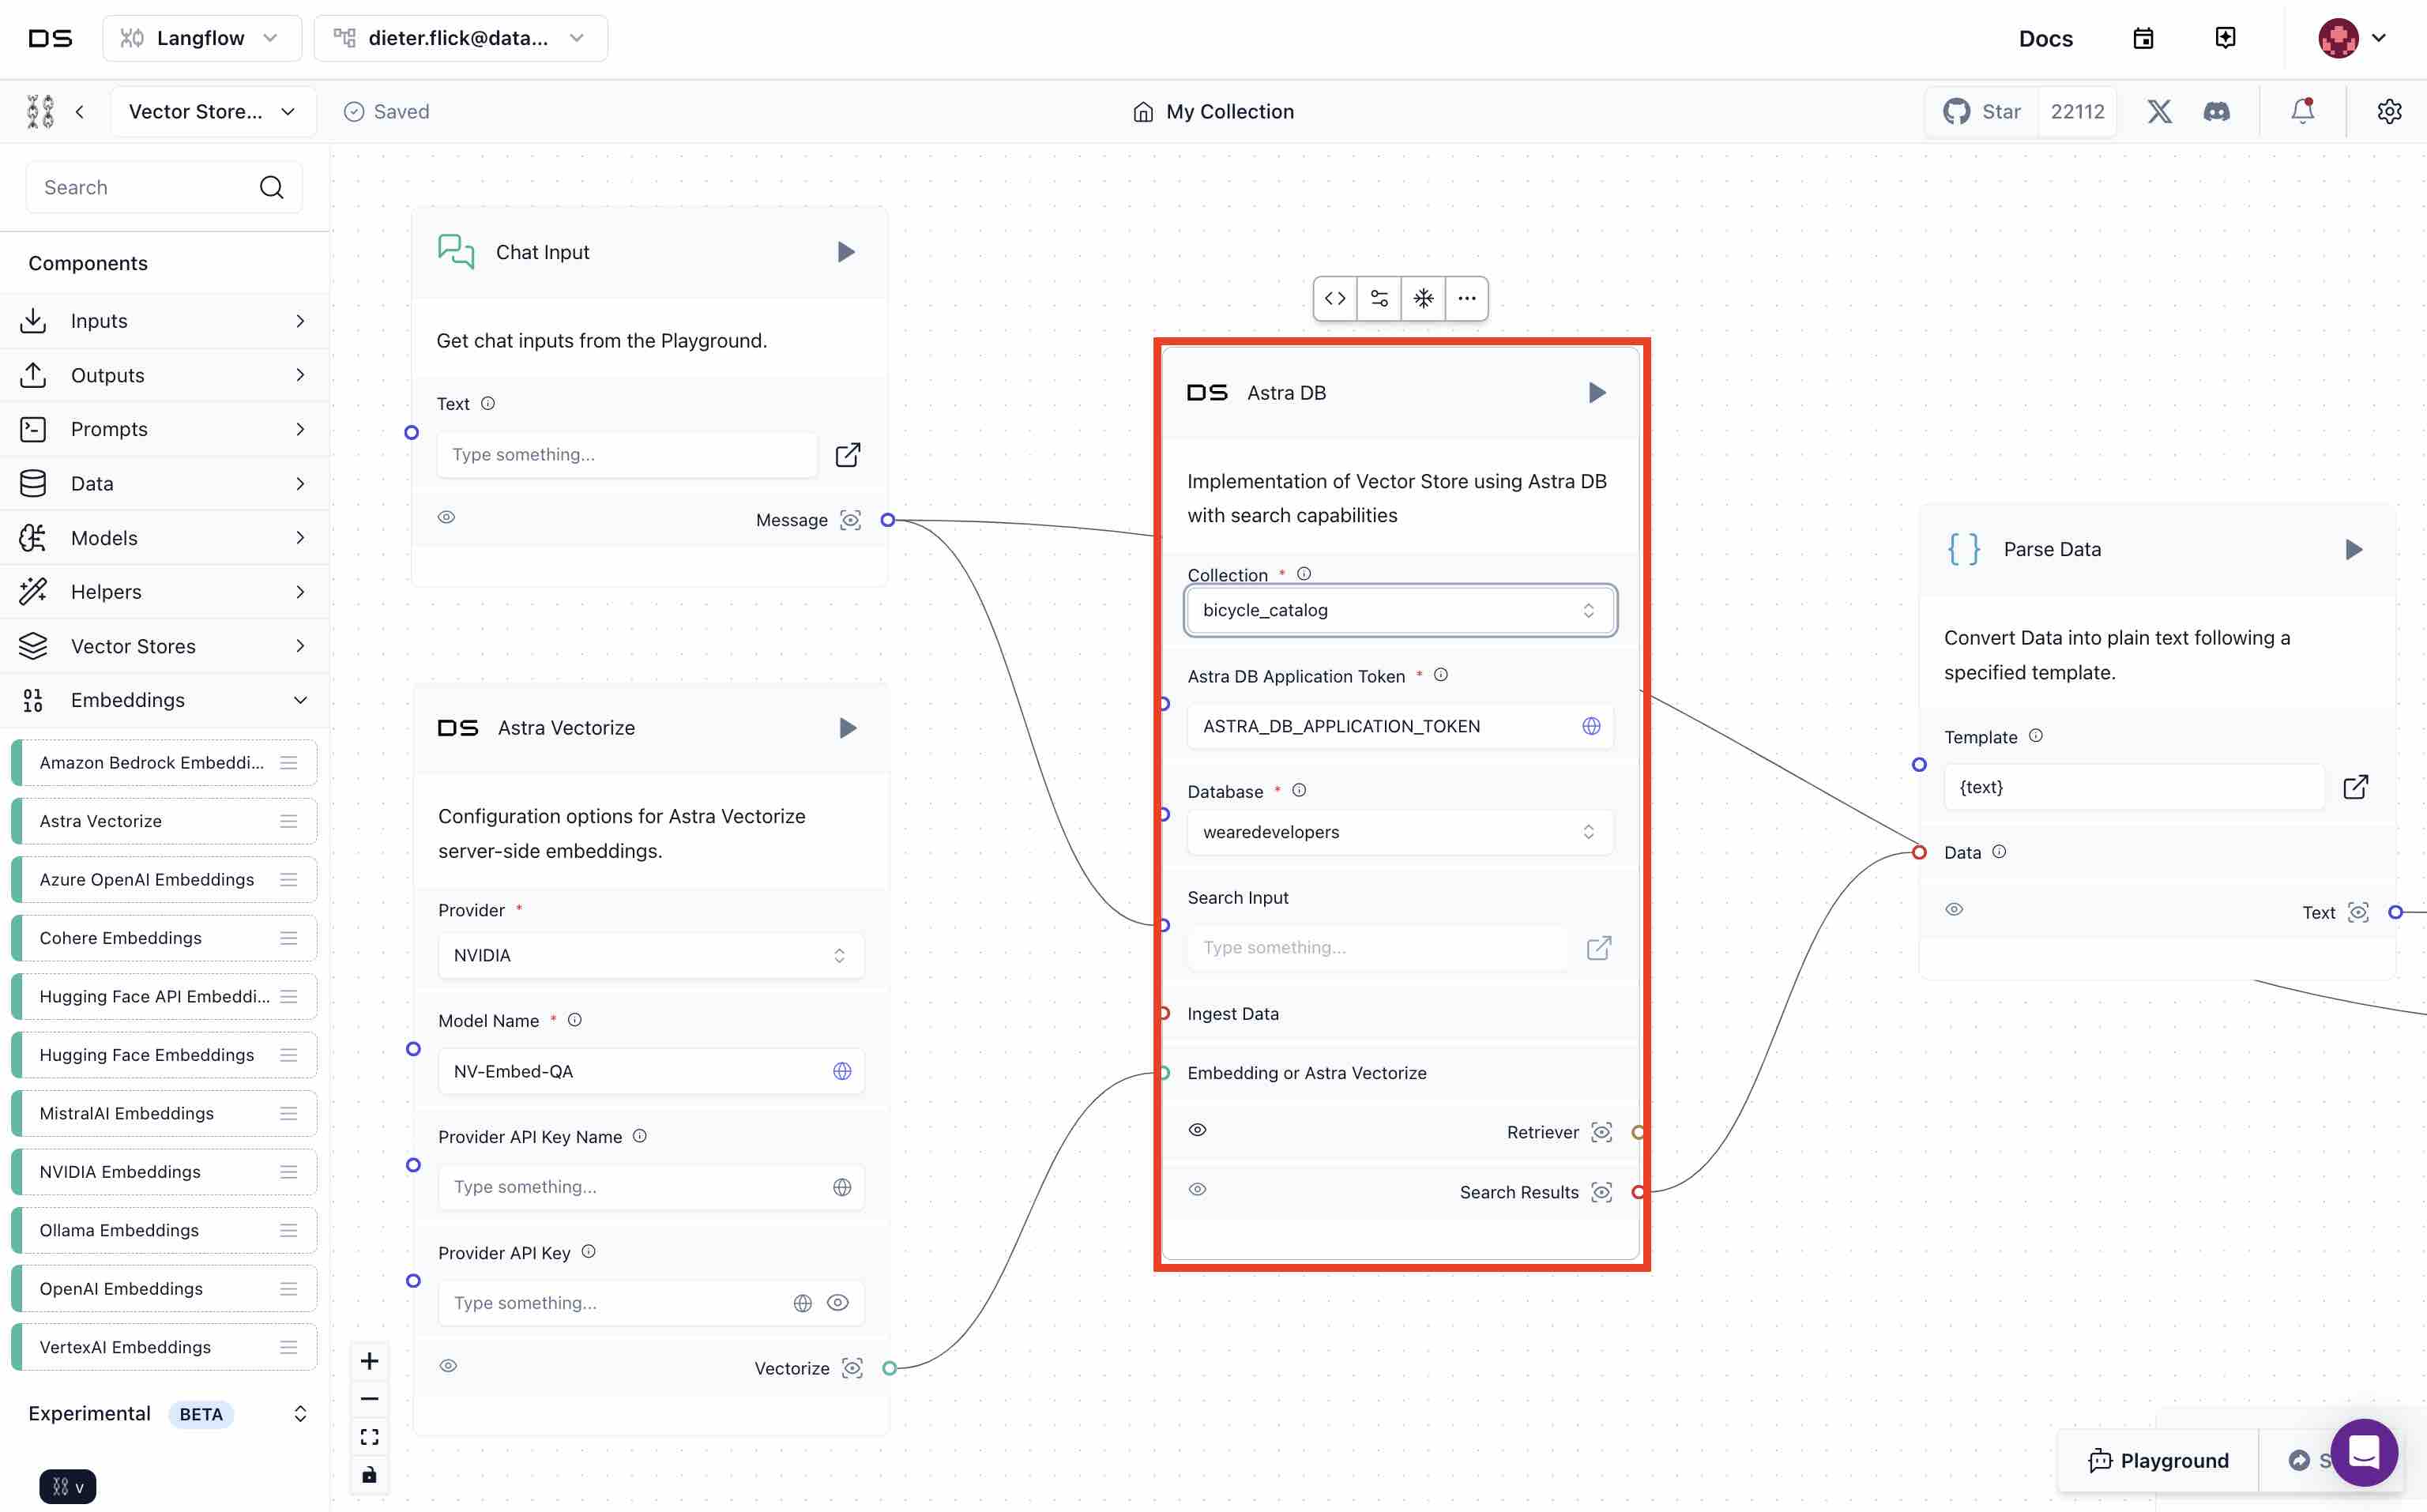 DS
Langflow
dieter.flick@data...
Docs
Vector Store...
Saved
My Collection
Star
22112
Search
Components
Inputs
Outputs
Prompts
Data
Models
Helpers
Vector Stores
Embeddings
Amazon Bedrock Embeddi...
Astra Vectorize
Azure OpenAI Embeddings
Cohere Embeddings
Hugging Face API Embeddi...
Hugging Face Embeddings
MistralAI Embeddings
NVIDIA Embeddings
Ollama Embeddings
OpenAI Embeddings
VertexAI Embeddings
Experimental
BETA
v
Chat Input
Get chat inputs from the Playground.
Text
Type something...
Message
DS Astra Vectorize
Configuration options for Astra Vectorize
server-side embeddings.
Provider *
NVIDIA
Model Name *
NV-Embed-QA
Provider API Key Name
Type something...
Provider API Key
Type something...
Vectorize
DS Astra DB
Implementation of Vector Store using Astra DB
with search capabilities
Collection *
bicycle_catalog
Astra DB Application Token *
ASTRA_DB_APPLICATION_TOKEN
Database *
wearedevelopers
Search Input
Type something...
Ingest Data
Embedding or Astra Vectorize
Retriever
Search Results
{ } Parse Data
Convert Data into plain text following a
specified template.
Template
{text}
Data
Text
Playground